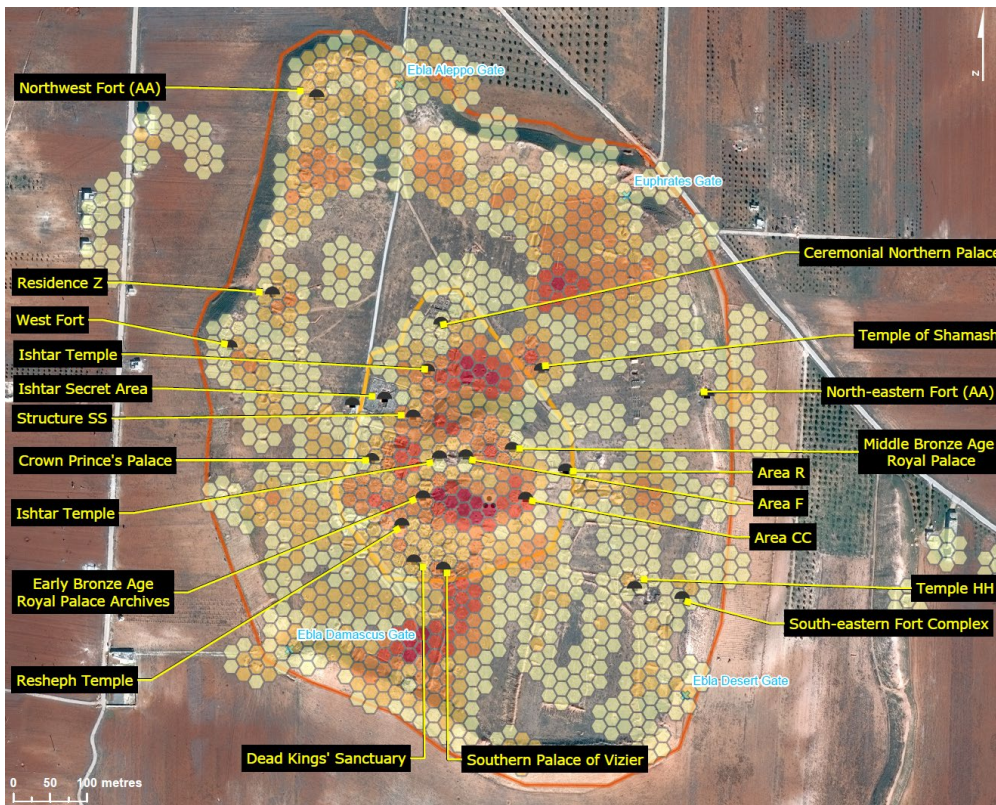 Ebla Aleppo Gate
Northwest Fort (AA)
N
Euphrates Gate
Ceremonial Northern Palace
Residence Z
West Fort
Temple of Shamash
Ishtar Temple
Ishtar Secret Area
North-eastern Fort (AA)
Structure SS
Middle Bronze Age
Royal Palace
Crown Prince's Palace
Area R
Area F
Ishtar Temple
Area CC
Early Bronze Age
Royal Palace Archives
Temple HH
South-eastern Fort Complex
Ebla Damascus Gate
Resheph Temple
Ebla Desert Gate
Dead Kings' Sanctuary
Southern Palace of Vizier
0 50 100 metres